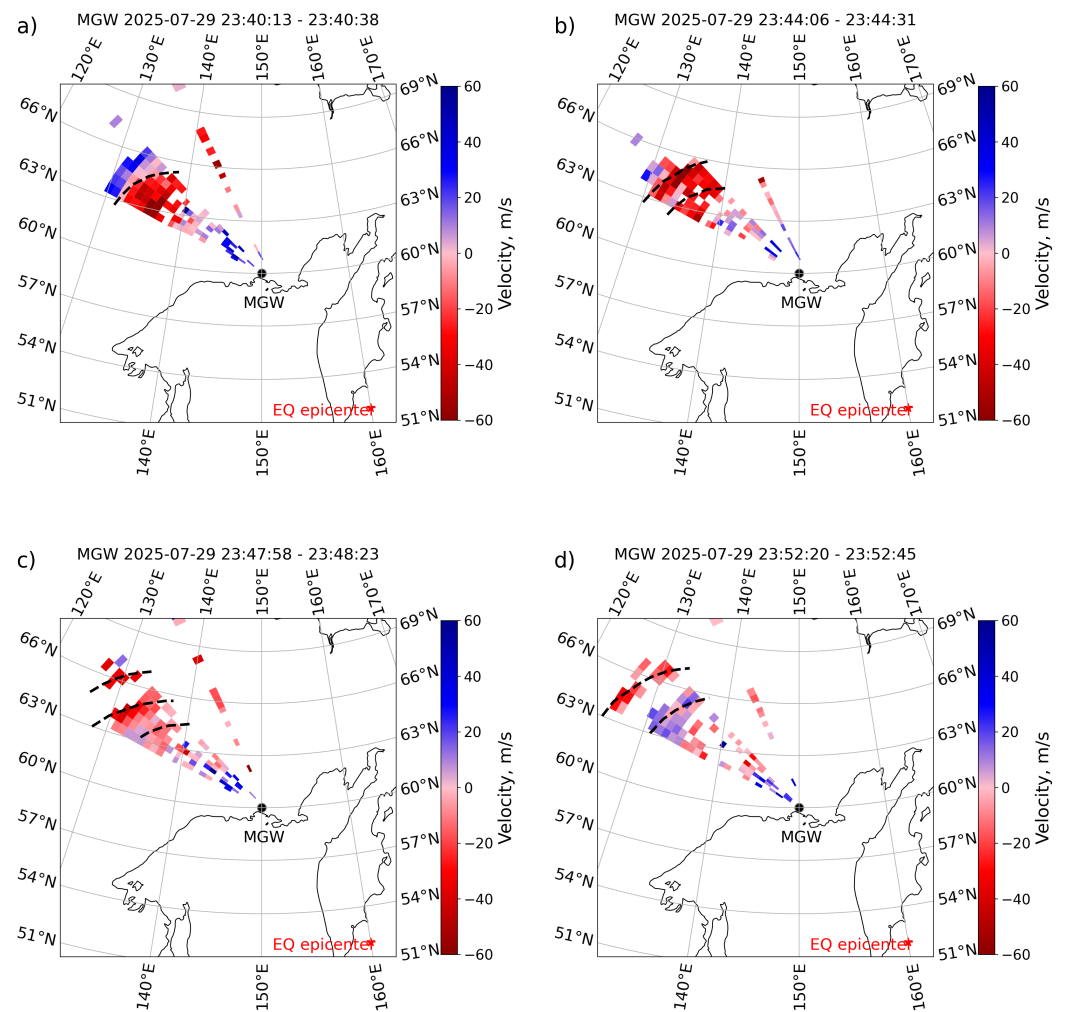 a)
MGW 2025-07-29 23:40:13 - 23:40:38
120°E 130°E 140°E 150°E 160°E 170°E
66°N
63°N
60°N
57°N
54°N
51°N
69°N
66°N
63°N
60°N
57°N
54°N
51°N
MGW
EQ epicenter
140°E 150°E 160°E
60
40
20
0
−20
−40
−60
Velocity, m/s
b)
MGW 2025-07-29 23:44:06 - 23:44:31
120°E 130°E 140°E 150°E 160°E 170°E
66°N
63°N
60°N
57°N
54°N
51°N
69°N
66°N
63°N
60°N
57°N
54°N
51°N
MGW
EQ epicenter
140°E 150°E 160°E
60
40
20
0
−20
−40
−60
Velocity, m/s
c)
MGW 2025-07-29 23:47:58 - 23:48:23
120°E 130°E 140°E 150°E 160°E 170°E
66°N
63°N
60°N
57°N
54°N
51°N
69°N
66°N
63°N
60°N
57°N
54°N
51°N
MGW
EQ epicenter
140°E 150°E 160°E
60
40
20
0
−20
−40
−60
Velocity, m/s
d)
MGW 2025-07-29 23:52:20 - 23:52:45
120°E 130°E 140°E 150°E 160°E 170°E
66°N
63°N
60°N
57°N
54°N
51°N
69°N
66°N
63°N
60°N
57°N
54°N
51°N
MGW
EQ epicenter
140°E 150°E 160°E
60
40
20
0
−20
−40
−60
Velocity, m/s